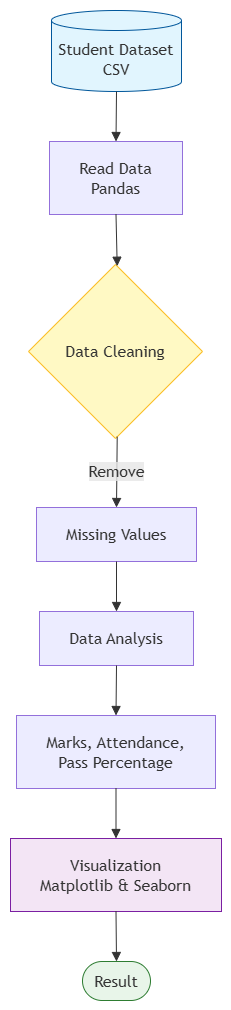 Student Dataset
CSV
Read Data
Pandas
Data Cleaning
Remove
Missing Values
Data Analysis
Marks, Attendance,
Pass Percentage
Visualization
Matplotlib & Seaborn
Result